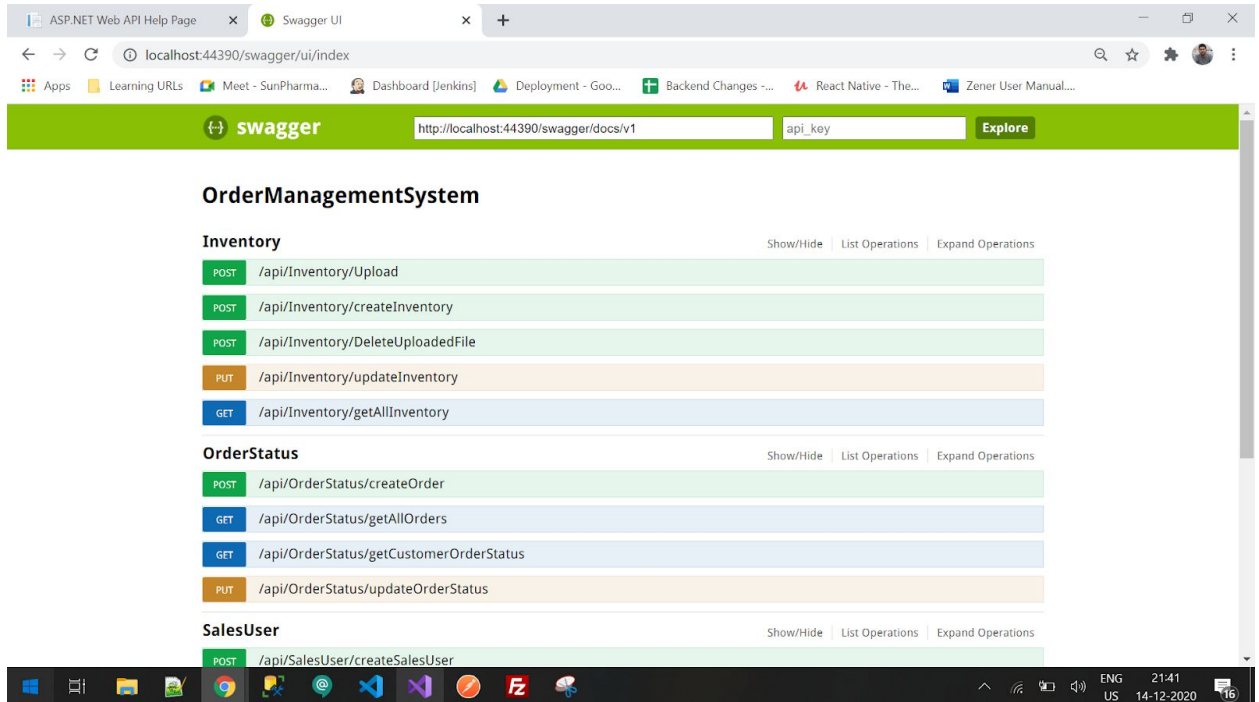 ASP.NET Web API Help Page
Swagger UI
localhost:44390/swagger/ui/index
Apps Learning URLs Meet - SunPharma... Dashboard [Jenkins] Deployment - Goo... Backend Changes -... React Native - The... Zener User Manual....
swagger http://localhost:44390/swagger/docs/v1 api_key Explore
OrderManagementSystem
Inventory Show/Hide List Operations Expand Operations
POST /api/Inventory/Upload
POST /api/Inventory/createInventory
POST /api/Inventory/DeleteUploadedFile
PUT /api/Inventory/updateInventory
GET /api/Inventory/getAllInventory
OrderStatus Show/Hide List Operations Expand Operations
POST /api/OrderStatus/createOrder
GET /api/OrderStatus/getAllOrders
GET /api/OrderStatus/getCustomerOrderStatus
PUT /api/OrderStatus/updateOrderStatus
SalesUser Show/Hide List Operations Expand Operations
POST /api/SalesUser/createSalesUser
ENG 21:41
US 14-12-2020 16